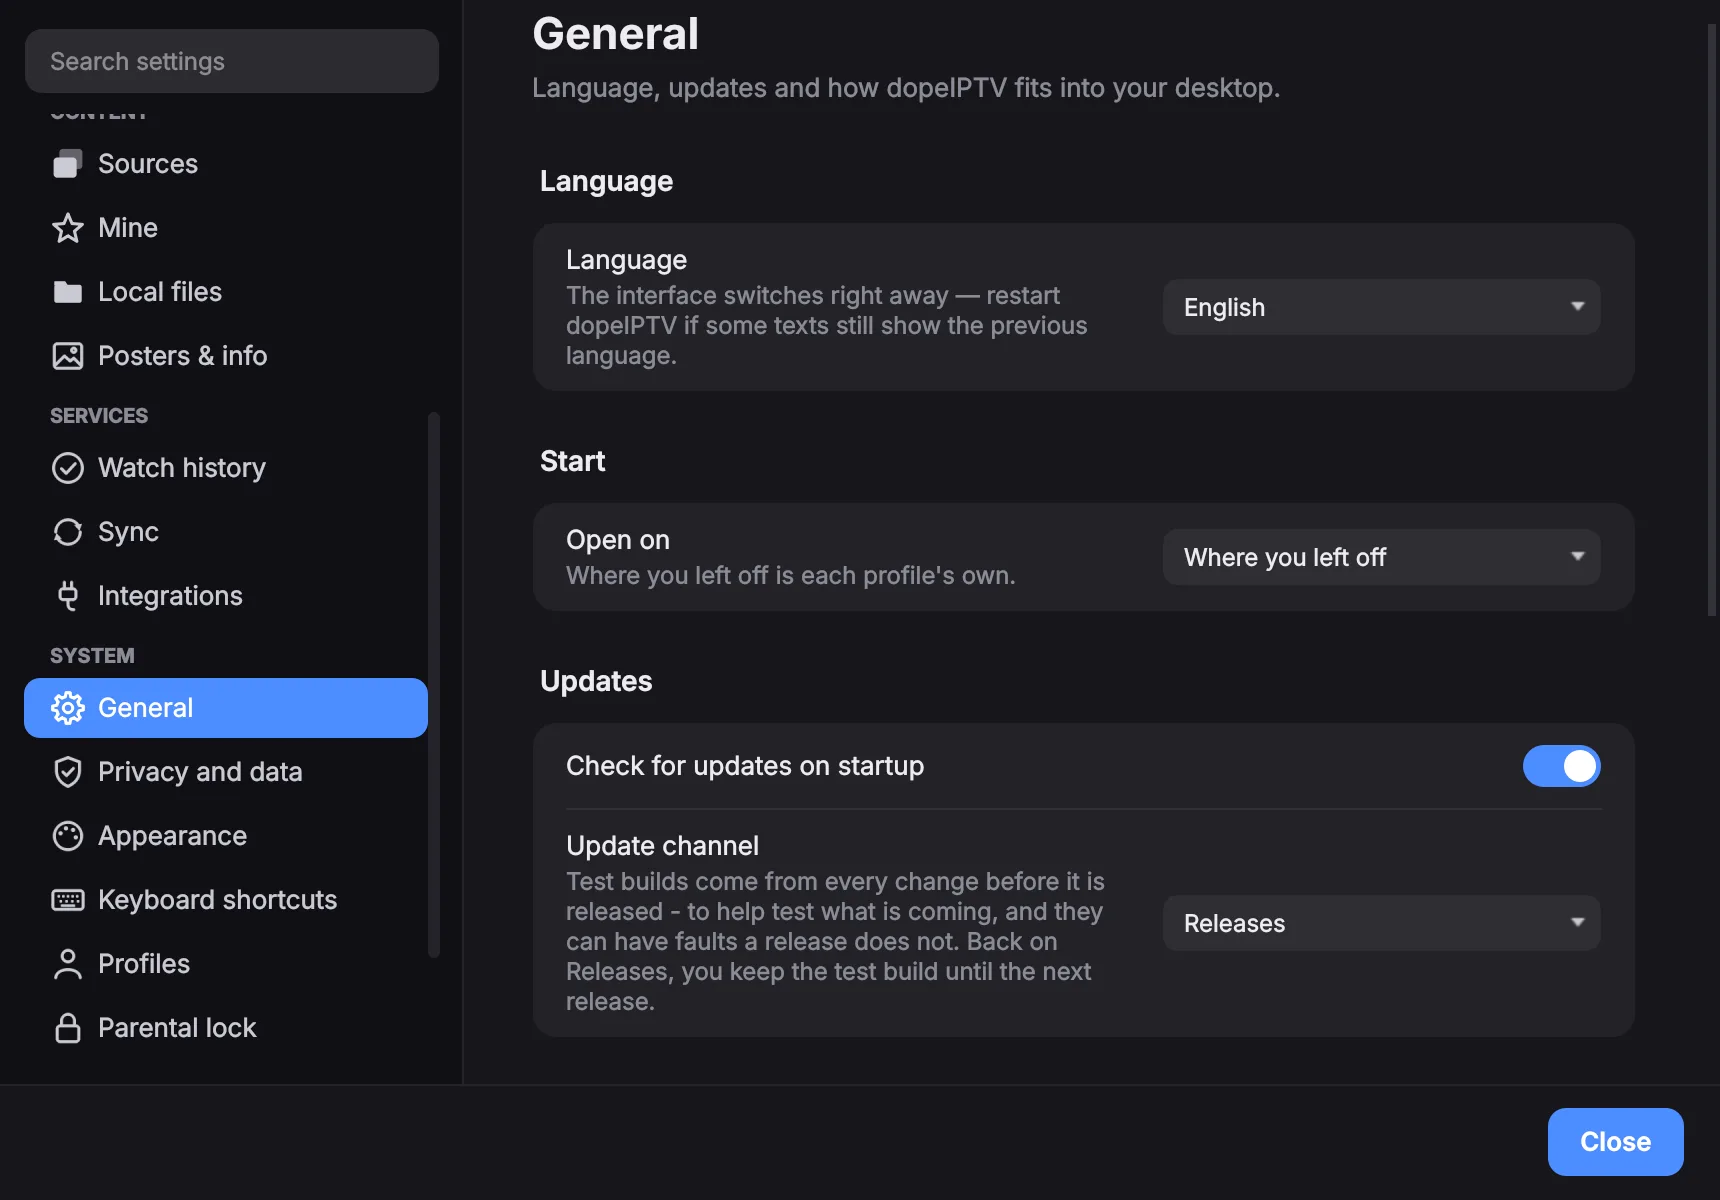 Search settings
CONTENT
Sources
Mine
Local files
Posters & info
SERVICES
Watch history
Sync
Integrations
SYSTEM
General
Privacy and data
Appearance
Keyboard shortcuts
Profiles
Parental lock
General
Language, updates and how dopeIPTV fits into your desktop.
Language
Language
The interface switches right away — restart
dopeIPTV if some texts still show the previous
language.
English
Start
Open on
Where you left off is each profile's own.
Where you left off
Updates
Check for updates on startup
Update channel
Test builds come from every change before it is
released - to help test what is coming, and they
can have faults a release does not. Back on
Releases, you keep the test build until the next
release.
Releases
Close